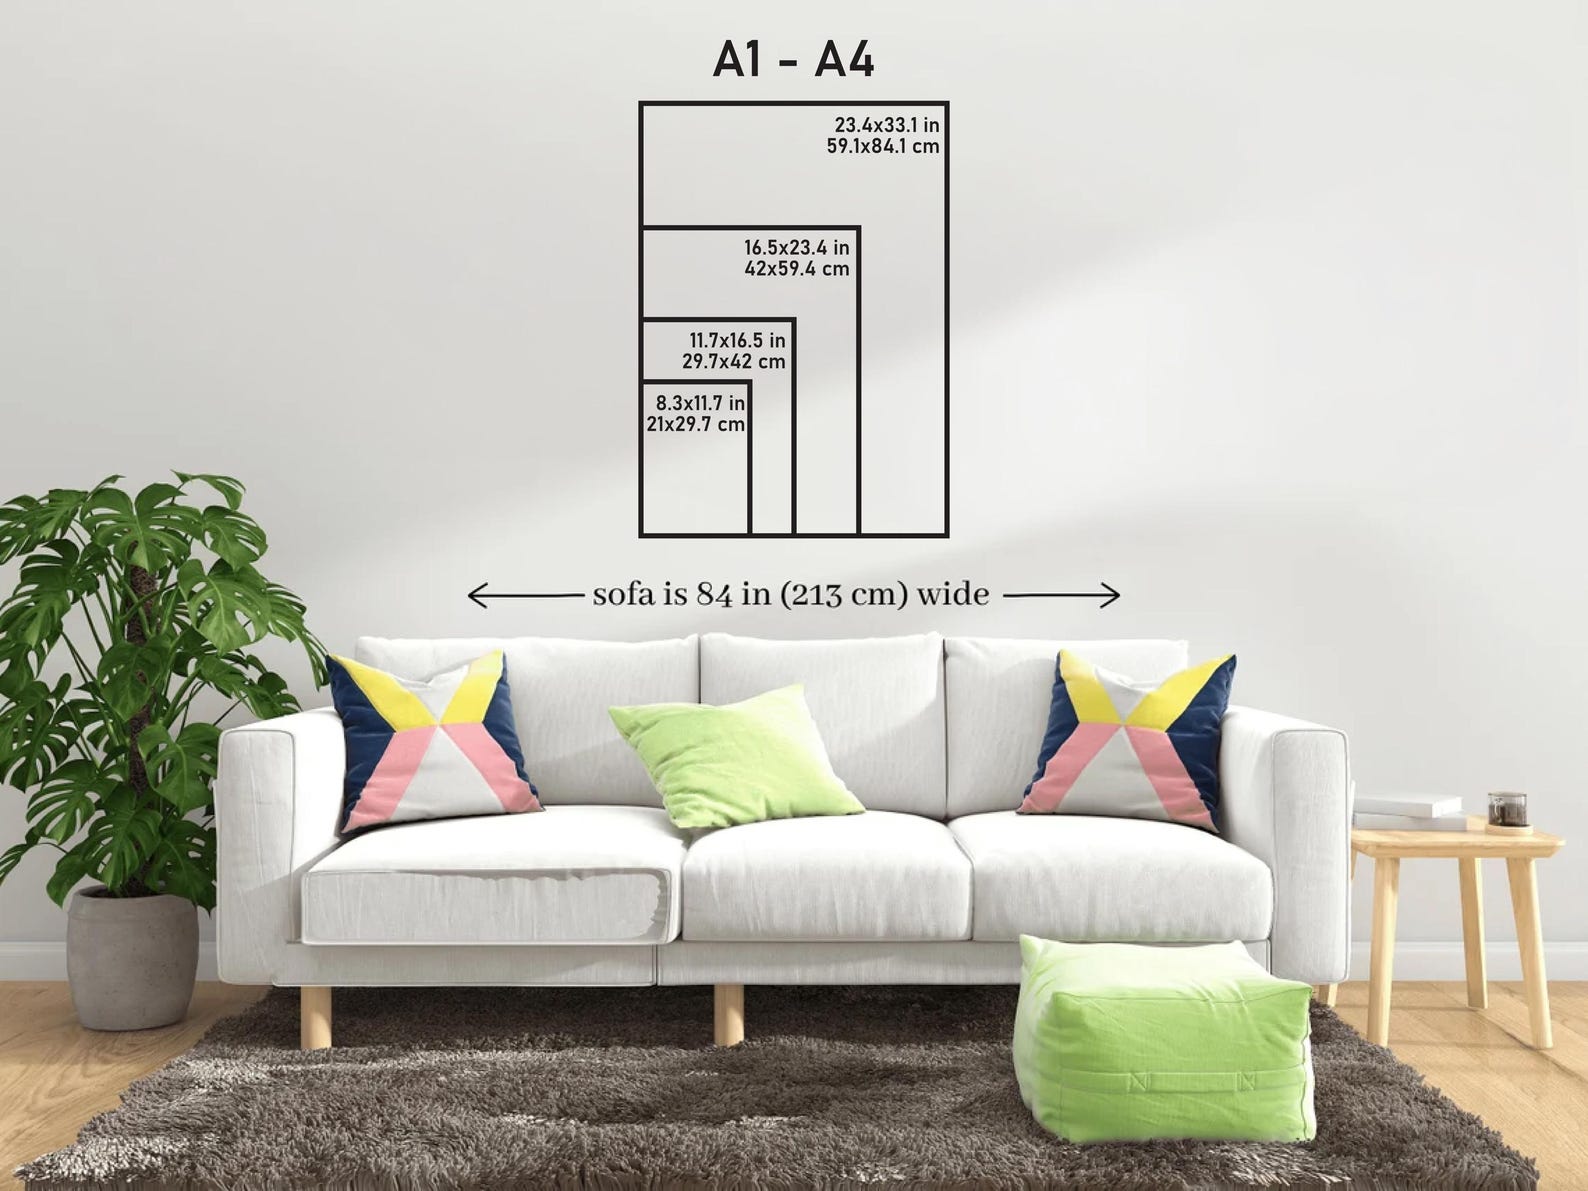 A1 - A4
23.4x33.1 in
59.1x84.1 cm
16.5x23.4 in
42x59.4 cm
11.7x16.5 in
29.7x42 cm
8.3x11.7 in
21x29.7 cm
sofa is 84 in (213 cm) wide